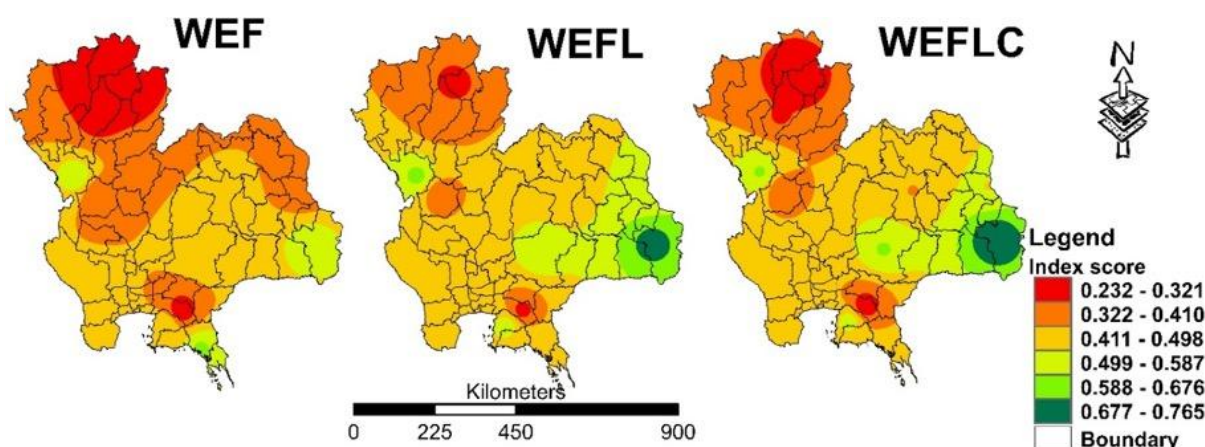 WEF
WEFL
WEFLC
N
Legend
Index score
0.232 - 0.321
0.322 - 0.410
0.411 - 0.498
0.499 - 0.587
0.588 - 0.676
0.677 - 0.765
Boundary
Kilometers
0 225 450 900